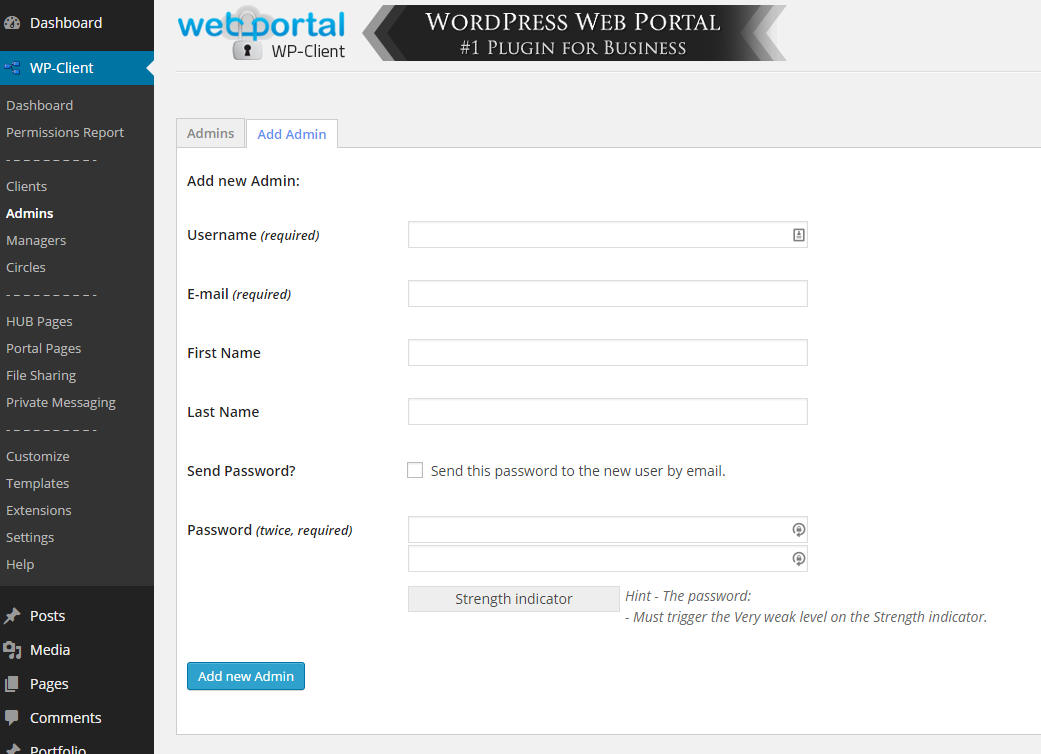 Dashboard
WP-Client
Dashboard
Permissions Report
- - - - - - - - - -
Clients
Admins
Managers
Circles
- - - - - - - - - -
HUB Pages
Portal Pages
File Sharing
Private Messaging
- - - - - - - - - -
Customize
Templates
Extensions
Settings
Help
Posts
Media
Pages
Comments
Portfolio
web portal
WP-Client
WordPress Web Portal
#1 Plugin for Business
Admins
Add Admin
Add new Admin:
Username (required)
E-mail (required)
First Name
Last Name
Send Password?
Send this password to the new user by email.
Password (twice, required)
Strength indicator
Hint - The password:
- Must trigger the Very weak level on the Strength indicator.
Add new Admin